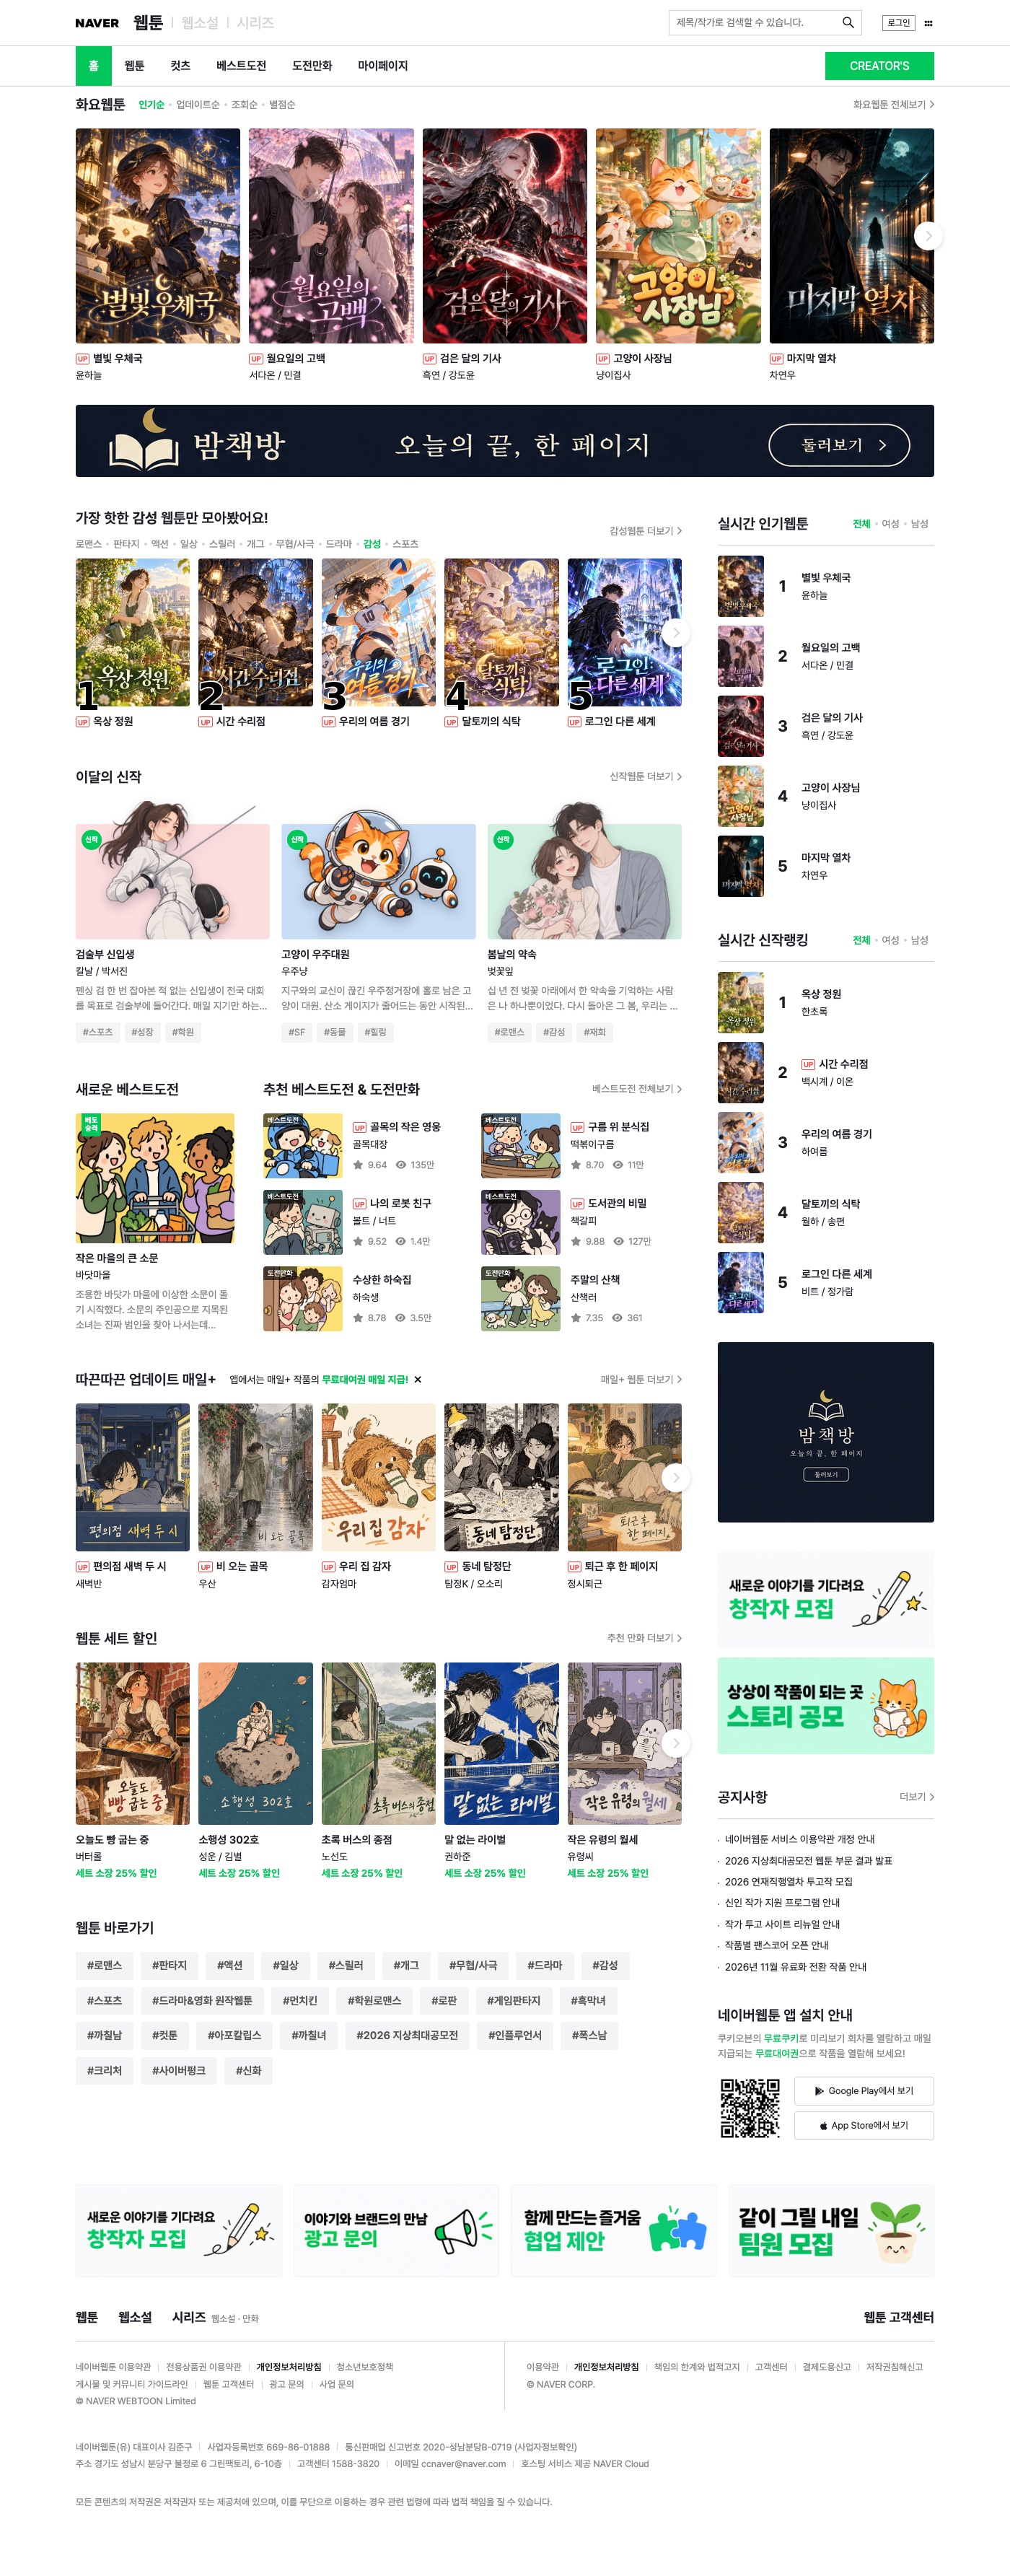 NAVER 웹툰 웹소설 시리즈
제목/작가로 검색할 수 있습니다.
로그인
홈 웹툰 컷츠 베스트도전 도전만화 마이페이지
CREATOR'S
화요웹툰 인기순 업데이트순 조회순 별점순
화요웹툰 전체보기
별빛 우체국
월요일의 고백
검은 달의 기사
고양이 사장님
마지막 열차
UP 별빛 우체국
윤하늘
UP 월요일의 고백
서다온 / 민결
UP 검은 달의 기사
흑연 / 강도윤
UP 고양이 사장님
냥이집사
UP 마지막 열차
차연우
밤책방
오늘의 끝, 한 페이지
둘러보기
가장 핫한 감성 웹툰만 모아봤어요!
로맨스 판타지 액션 일상 스릴러 개그 무협/사극 드라마 감성 스포츠
감성웹툰 더보기
옥상 정원
시간 수리점
우리의 여름 경기
달토끼의 식탁
로그인: 다른 세계
1
2
3
4
5
UP 옥상 정원
UP 시간 수리점
UP 우리의 여름 경기
UP 달토끼의 식탁
UP 로그인 다른 세계
이달의 신작
신작웹툰 더보기
신작
신작
신작
검술부 신입생
칼날 / 박서진
펜싱 검 한 번 잡아본 적 없는 신입생이 전국 대회
를 목표로 검술부에 들어간다. 매일 지기만 하는...
#스포츠 #성장 #학원
고양이 우주대원
우주냥
지구와의 교신이 끊긴 우주정거장에 홀로 남은 고
양이 대원. 산소 게이지가 줄어드는 동안 시작된...
#SF #동물 #힐링
봄날의 약속
벚꽃잎
십 년 전 벚꽃 아래에서 한 약속을 기억하는 사람
은 나 하나뿐이었다. 다시 돌아온 그 봄, 우리는 ...
#로맨스 #감성 #재회
새로운 베스트도전
베도
승격
작은 마을의 큰 소문
바닷마을
조용한 바닷가 마을에 이상한 소문이 돌
기 시작했다. 소문의 주인공으로 지목된
소녀는 진짜 범인을 찾아 나서는데...
추천 베스트도전 & 도전만화
베스트도전 전체보기
베스트도전
UP 골목의 작은 영웅
골목대장
9.64 135만
베스트도전
UP 구름 위 분식집
떡볶이구름
8.70 11만
베스트도전
UP 나의 로봇 친구
볼트 / 너트
9.52 1.4만
베스트도전
UP 도서관의 비밀
책갈피
9.88 127만
도전만화
수상한 하숙집
하숙생
8.78 3.5만
도전만화
주말의 산책
산책러
7.35 361
따끈따끈 업데이트 매일+
앱에서는 매일+ 작품의 무료대여권 매일 지급!
매일+ 웹툰 더보기
편의점 새벽 두 시
비 오는 골목
우리 집 감자
동네 탐정단
퇴근 후 한 페이지
UP 편의점 새벽 두 시
새벽반
UP 비 오는 골목
우산
UP 우리 집 감자
감자엄마
UP 동네 탐정단
탐정K / 오소리
UP 퇴근 후 한 페이지
정시퇴근
웹툰 세트 할인
추천 만화 더보기
오늘도 빵 굽는 중
소행성 302호
초록 버스의 종점
말 없는 라이벌
작은 유령의 월세
오늘도 빵 굽는 중
버터롤
세트 소장 25% 할인
소행성 302호
성운 / 김별
세트 소장 25% 할인
초록 버스의 종점
노선도
세트 소장 25% 할인
말 없는 라이벌
권하준
세트 소장 25% 할인
작은 유령의 월세
유령씨
세트 소장 25% 할인
웹툰 바로가기
#로맨스 #판타지 #액션 #일상 #스릴러 #개그 #무협/사극 #드라마 #감성
#스포츠 #드라마&영화 원작웹툰 #먼치킨 #학원로맨스 #로판 #게임판타지 #흑막녀
#까칠남 #컷툰 #아포칼립스 #까칠녀 #2026 지상최대공모전 #인플루언서 #폭스남
#크리처 #사이버펑크 #신화
실시간 인기웹툰 전체 여성 남성
1 별빛 우체국
윤하늘
2 월요일의 고백
서다온 / 민결
3 검은 달의 기사
흑연 / 강도윤
4 고양이 사장님
냥이집사
5 마지막 열차
차연우
실시간 신작랭킹 전체 여성 남성
1 옥상 정원
한초록
2 UP 시간 수리점
백시계 / 이온
3 우리의 여름 경기
하여름
4 달토끼의 식탁
월하 / 송편
5 로그인 다른 세계
비트 / 정가람
밤책방
오늘의 끝, 한 페이지
둘러보기
새로운 이야기를 기다려요
창작자 모집
상상이 작품이 되는 곳
스토리 공모
공지사항
더보기
네이버웹툰 서비스 이용약관 개정 안내
2026 지상최대공모전 웹툰 부문 결과 발표
2026 연재직행열차 투고작 모집
신인 작가 지원 프로그램 안내
작가 투고 사이트 리뉴얼 안내
작품별 팬스코어 오픈 안내
2026년 11월 유료화 전환 작품 안내
네이버웹툰 앱 설치 안내
쿠키오븐의 무료쿠키로 미리보기 회차를 열람하고 매일
지급되는 무료대여권으로 작품을 열람해 보세요!
Google Play에서 보기
App Store에서 보기
새로운 이야기를 기다려요
창작자 모집
이야기와 브랜드의 만남
광고 문의
함께 만드는 즐거움
협업 제안
같이 그릴 내일
팀원 모집
웹툰 웹소설 시리즈 웹소설 · 만화
웹툰 고객센터
네이버웹툰 이용약관 전용상품권 이용약관 개인정보처리방침 청소년보호정책
게시물 및 커뮤니티 가이드라인 웹툰 고객센터 광고 문의 사업 문의
© NAVER WEBTOON Limited
이용약관 개인정보처리방침 책임의 한계와 법적고지 고객센터 결제도용신고 저작권침해신고
© NAVER CORP.
네이버웹툰(유) 대표이사 김준구 사업자등록번호 669-86-01888 통신판매업 신고번호 2020-성남분당B-0719 (사업자정보확인)
주소 경기도 성남시 분당구 불정로 6 그린팩토리, 6-10층 고객센터 1588-3820 이메일 ccnaver@naver.com 호스팅 서비스 제공 NAVER Cloud
모든 콘텐츠의 저작권은 저작권자 또는 제공처에 있으며, 이를 무단으로 이용하는 경우 관련 법령에 따라 법적 책임을 질 수 있습니다.